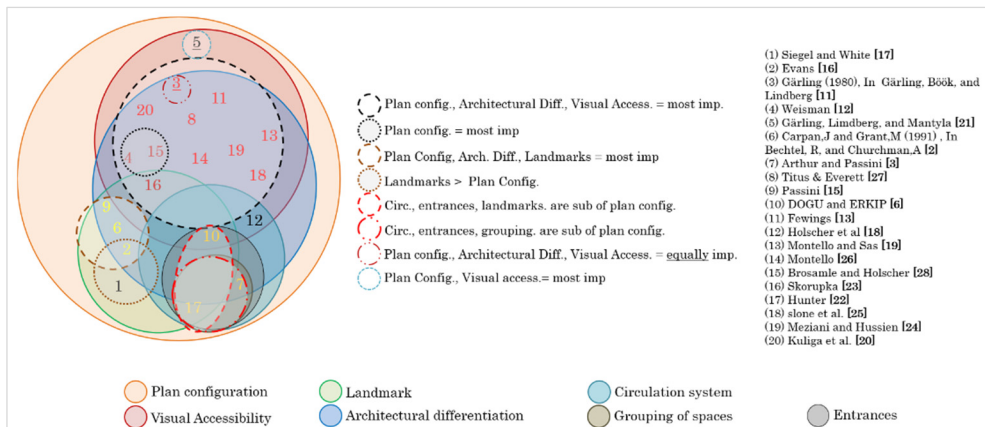 5
3
11
20
8
13
4
15
14
19
18
16
9
12
6
10
2
1
7
17
Plan config., Architectural Diff., Visual Access. = most imp.
Plan config. = most imp
Plan Config, Arch. Diff., Landmarks = most imp
Landmarks > Plan Config.
Circ., entrances, landmarks. are sub of plan config.
Circ., entrances, grouping. are sub of plan config.
Plan config., Architectural Diff., Visual Access. = equally imp.
Plan Config., Visual access.= most imp
(1) Siegel and White [17]
(2) Evans [16]
(3) Gärling (1980), In Gärling, Böök, and
Lindberg [11]
(4) Weisman [12]
(5) Gärling, Limdberg, and Mantyla [21]
(6) Carpan,J and Grant,M (1991) , In
Bechtel, R, and Churchman,A [2]
(7) Arthur and Passini [3]
(8) Titus & Everett [27]
(9) Passini [15]
(10) DOGU and ERKIP [6]
(11) Fewings [13]
(12) Holscher et al [18]
(13) Montello and Sas [19]
(14) Montello [26]
(15) Brosamle and Holscher [28]
(16) Skorupka [23]
(17) Hunter [22]
(18) slone et al. [25]
(19) Meziani and Hussien [24]
(20) Kuliga et al. [20]
Plan configuration
Landmark
Circulation system
Visual Accessibility
Architectural differentiation
Grouping of spaces
Entrances